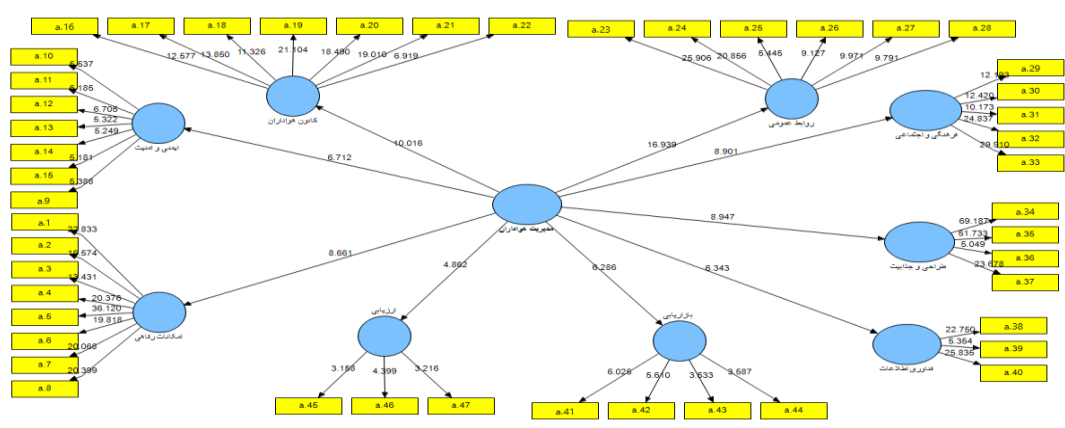 a.16
a.17
a.18
a.19
a.20
a.21
a.22
12.577
13.850
11.326
21.104
18.490
19.010
6.919
کانون هواداران
a.23
a.24
a.25
a.26
a.27
a.28
25.906
20.856
5.445
9.127
9.971
9.791
روابط عمومی
a.10
a.11
a.12
a.13
a.14
a.15
a.9
6.705
5.322
5.249
5.181
5.388
ایمنی و امنیت
a.29
a.30
a.31
a.32
a.33
12.420
10.173
24.837
29.910
فرهنگی و اجتماعی
10.016
16.939
6.712
8.901
مدیریت هواداران
8.947
8.661
4.862
6.286
6.343
a.34
a.35
a.36
a.37
69.187
51.733
5.049
23.678
طراحی و جذابیت
a.1
a.2
a.3
a.4
a.5
a.6
a.7
a.8
20.376
36.120
19.818
20.068
20.399
امکانات رفاهی
ارزیابی
3.158
4.399
3.216
a.45
a.46
a.47
بازاریابی
6.026
5.610
3.533
3.587
a.41
a.42
a.43
a.44
a.38
a.39
a.40
22.750
5.354
25.835
فناوری اطلاعات